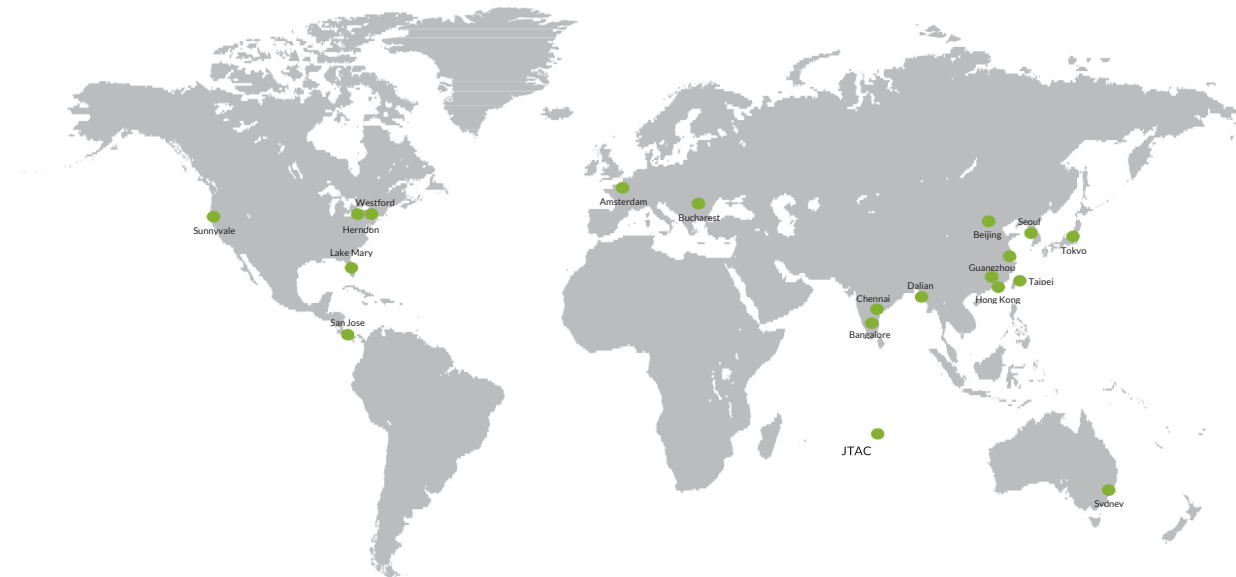 Westford
Amsterdam
Bucharest
Seoul
Sunnyvale
Herndon
Beijing
Tokyo
Lake Mary
Guangzhou
Taipei
Dalian
Chennai
Hong Kong
San Jose
Bangalore
JTAC
Sydney